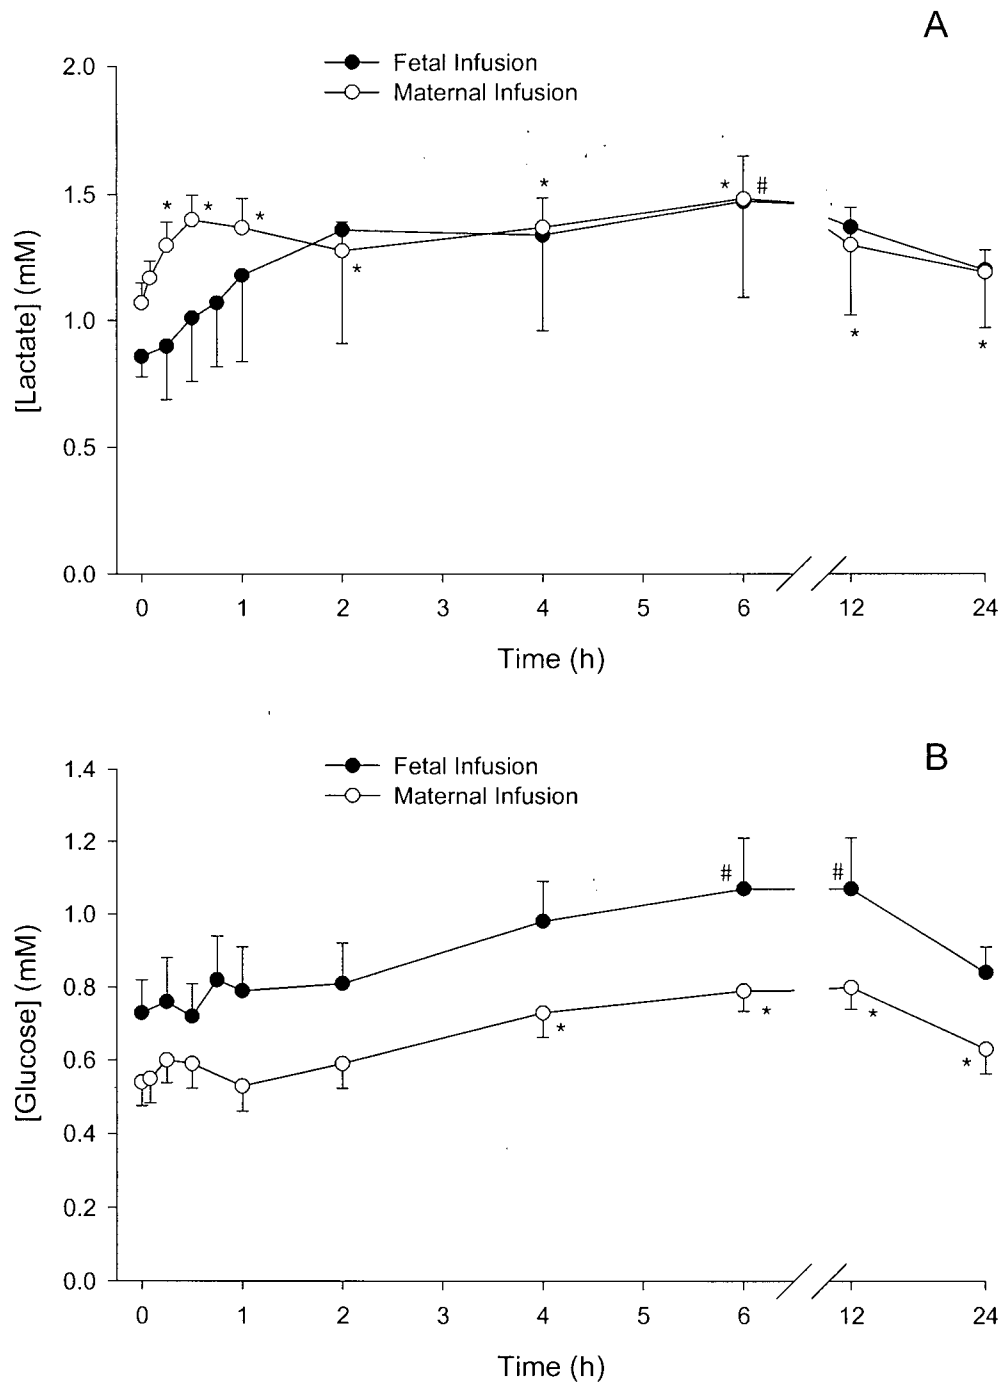 A
Fetal Infusion
Maternal Infusion
2.0
1.5
1.0
0.5
0.0
[Lactate] (mM)
* * * * * * # * *
0 1 2 3 4 5 6 12 24
Time (h)
B
Fetal Infusion
Maternal Infusion
1.4
1.2
1.0
0.8
0.6
0.4
0.2
0.0
[Glucose] (mM)
# # * * * *
0 1 2 3 4 5 6 12 24
Time (h)